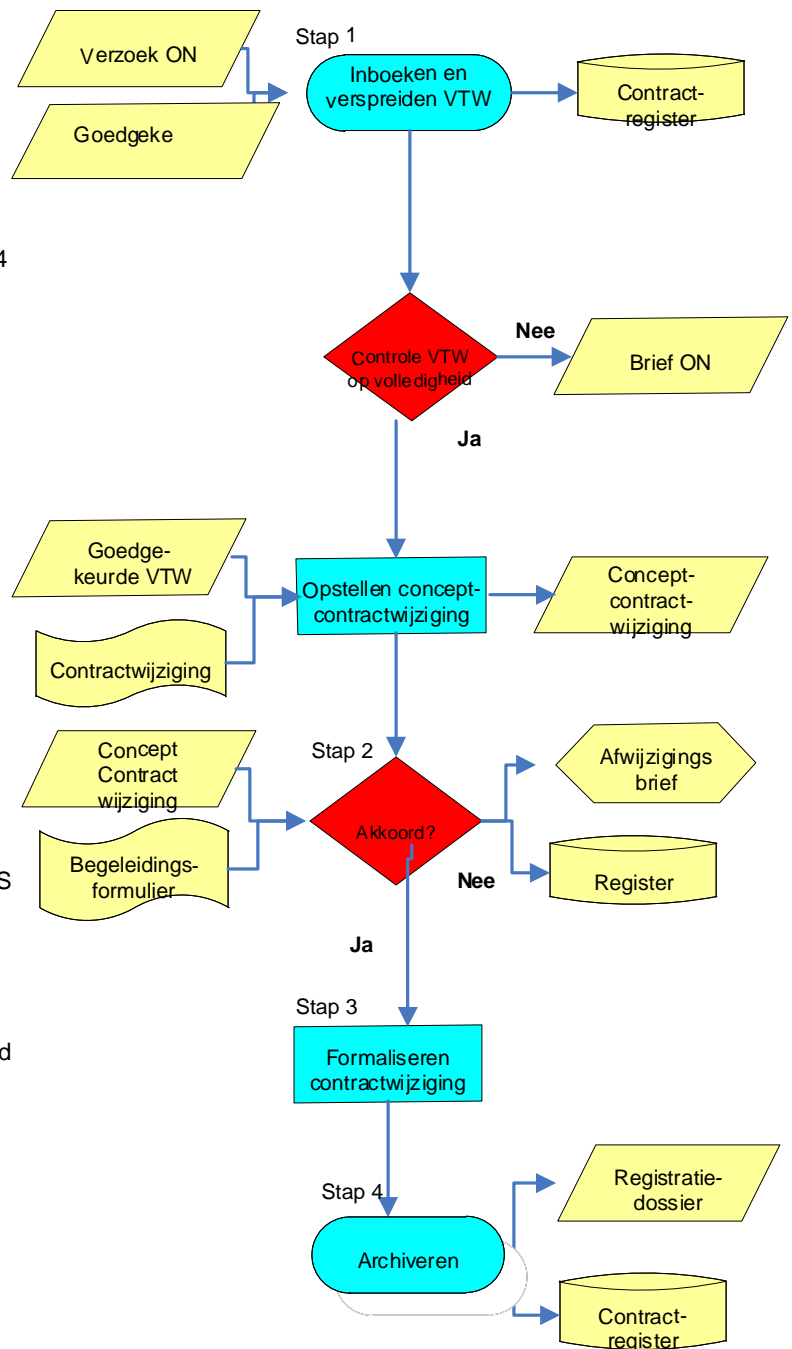 Stap 1
Verzoek ON
Inboeken en
verspreiden VTW
Contract-
register
Goedgeke
4
Nee
Controle VTW
op volledigheid
Brief ON
Ja
Goedge-
keurde VTW
Opstellen concept-
contractwijziging
Concept-
contract-
wijziging
Contractwijziging
Stap 2
Concept
Contract
wijziging
Afwijzigings
brief
Akkoord?
Begeleidings-
formulier
S
Nee
Register
Ja
Stap 3
d
Formaliseren
contractwijziging
Stap 4
Registratie-
dossier
Archiveren
Contract-
register